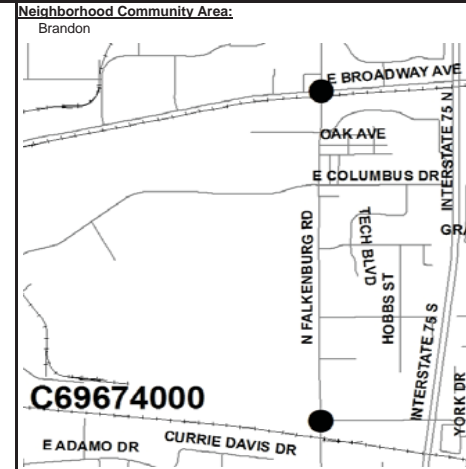 Neighborhood Community Area:
Brandon
E BROADWAY AVE
OAK AVE
E COLUMBUS DR
INTERSTATE 75 N
GRA
TECH BLVD
N FALKENBURG RD
HOBBS ST
INTERSTATE 75 S
YORK DR
C69674000
E ADAMO DR
CURRIE DAVIS DR